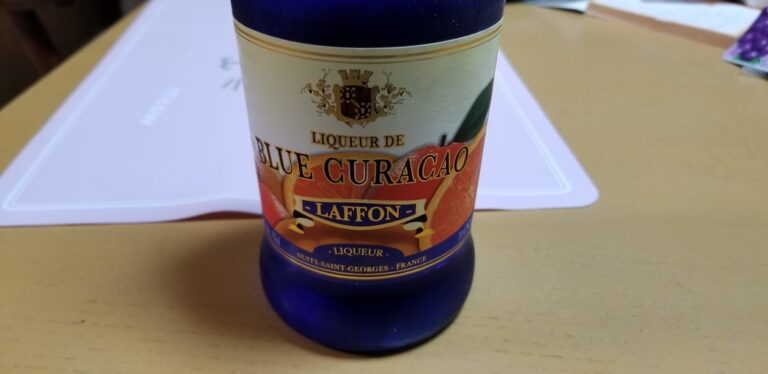 LIQUEUR DE
BLUE CURACAO
- LAFFON -
- LIQUEUR -
NUITS-SAINT-GEORGES - FRANCE